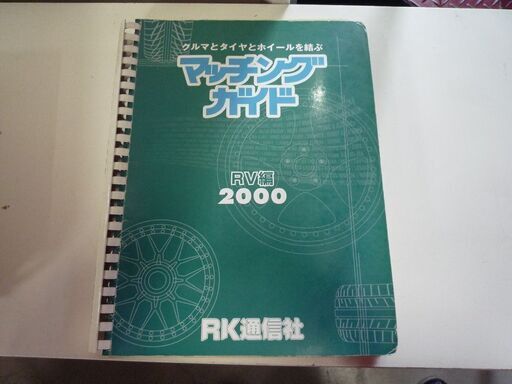 クルマとタイヤとホイールを結ぶ
マッチング
ガイド
RV編
2000
RK通信社